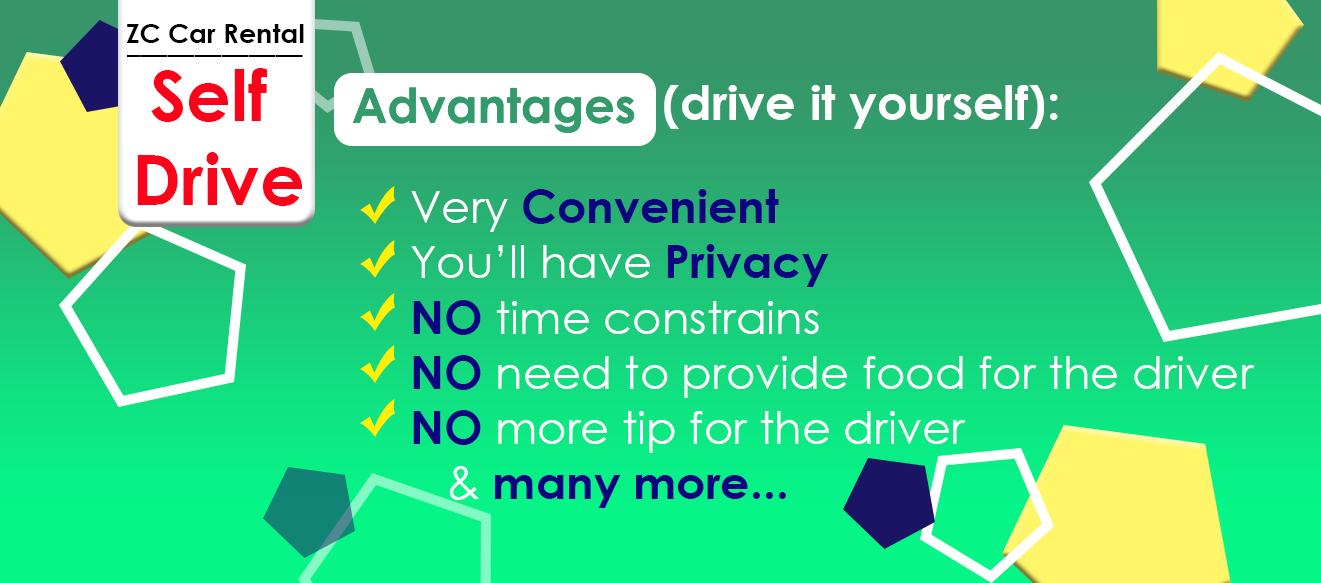 ZC Car Rental
Self
Drive
Advantages (drive it yourself):
Very Convenient
You'll have Privacy
NO time constrains
NO need to provide food for the driver
NO more tip for the driver
& many more...